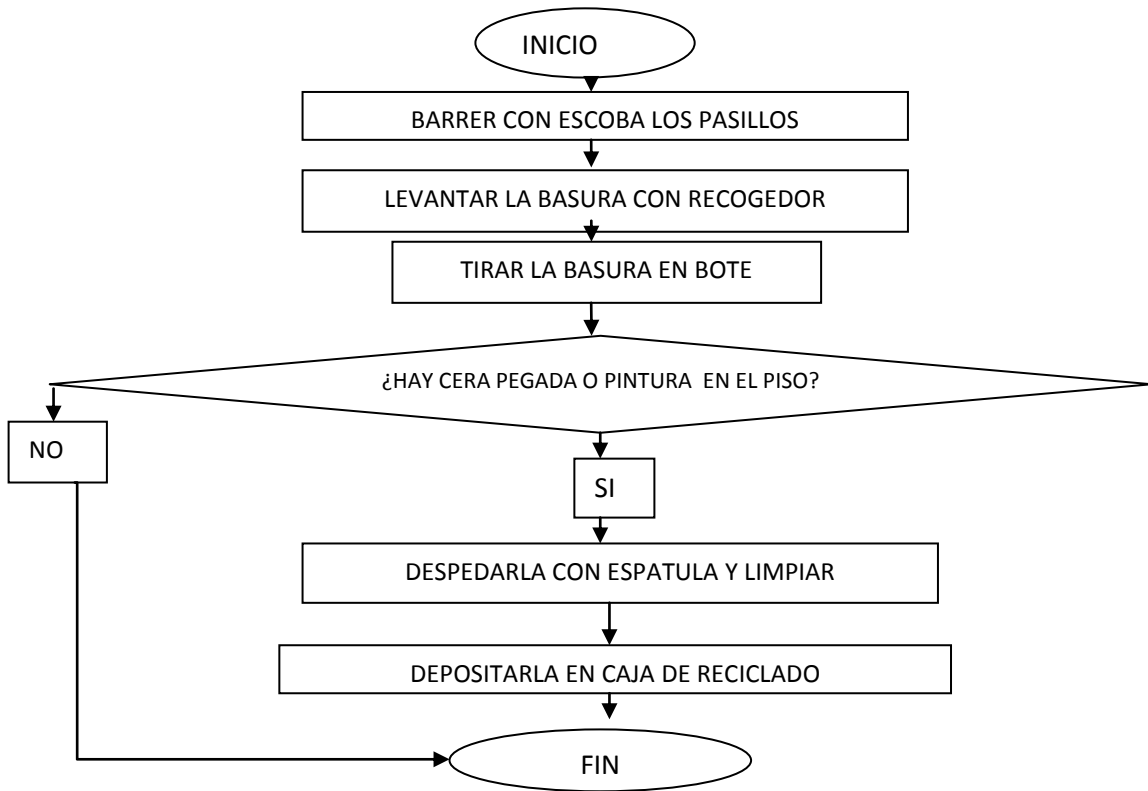 INICIO
BARRER CON ESCOBA LOS PASILLOS
LEVANTAR LA BASURA CON RECOGEDOR
TIRAR LA BASURA EN BOTE
¿HAY CERA PEGADA O PINTURA EN EL PISO?
NO
SI
DESPEDARLA CON ESPATULA Y LIMPIAR
DEPOSITARLA EN CAJA DE RECICLADO
FIN